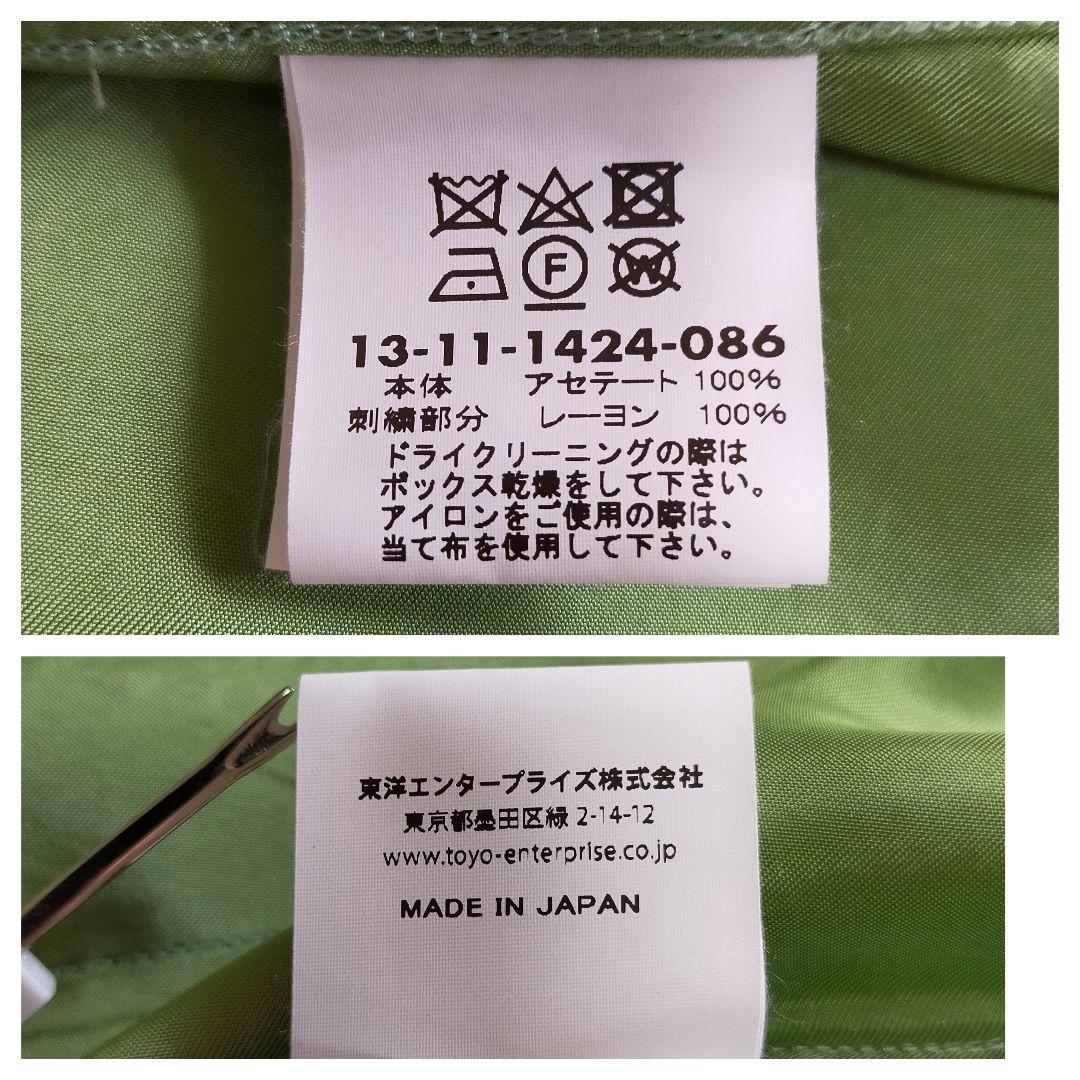 F W
13-11-1424-086
本体 アセテート 100%
刺繍部分 レーヨン 100%
ドライクリーニングの際は
ボックス乾燥をして下さい。
アイロンをご使用の際は、
当て布を使用して下さい。
東洋エンタープライズ株式会社
東京都墨田区緑 2-14-12
www.toyo-enterprise.co.jp
MADE IN JAPAN